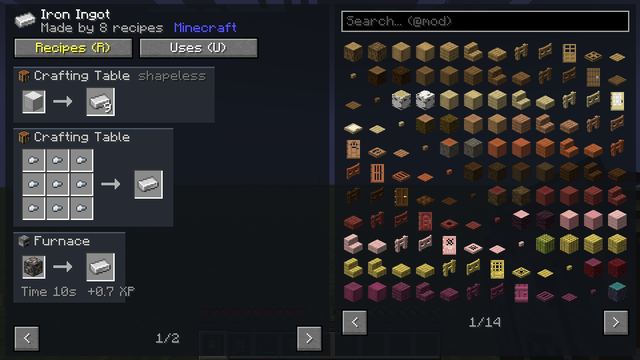 Iron Ingot
Made by 8 recipes Minecraft
Recipes (R)
Uses (U)
Crafting Table shapeless
9
Crafting Table
Furnace
Time 10s +0.7 XP
<
1/2
>
Search... (@mod)
<
1/14
>